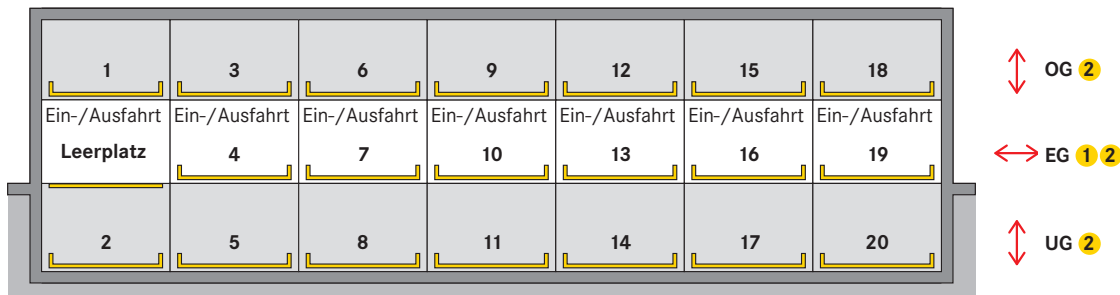 1 3 6 9 12 15 18 OG 2
Ein-/Ausfahrt Ein-/Ausfahrt Ein-/Ausfahrt Ein-/Ausfahrt Ein-/Ausfahrt Ein-/Ausfahrt Ein-/Ausfahrt
Leerplatz 4 7 10 13 16 19 EG 1 2
2 5 8 11 14 17 20 UG 2